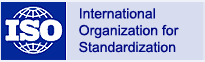 ISO
International
Organization for
Standardization